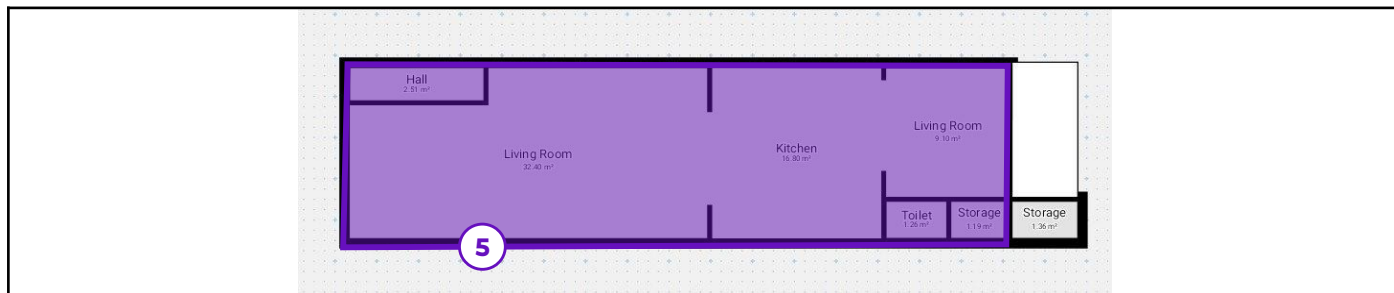 Hall
2.51 m²
Living Room
9.10 m²
Living Room
32.40 m²
Kitchen
16.80 m²
Toilet
1.26 m²
Storage
1.19 m²
Storage
1.36 m²
5